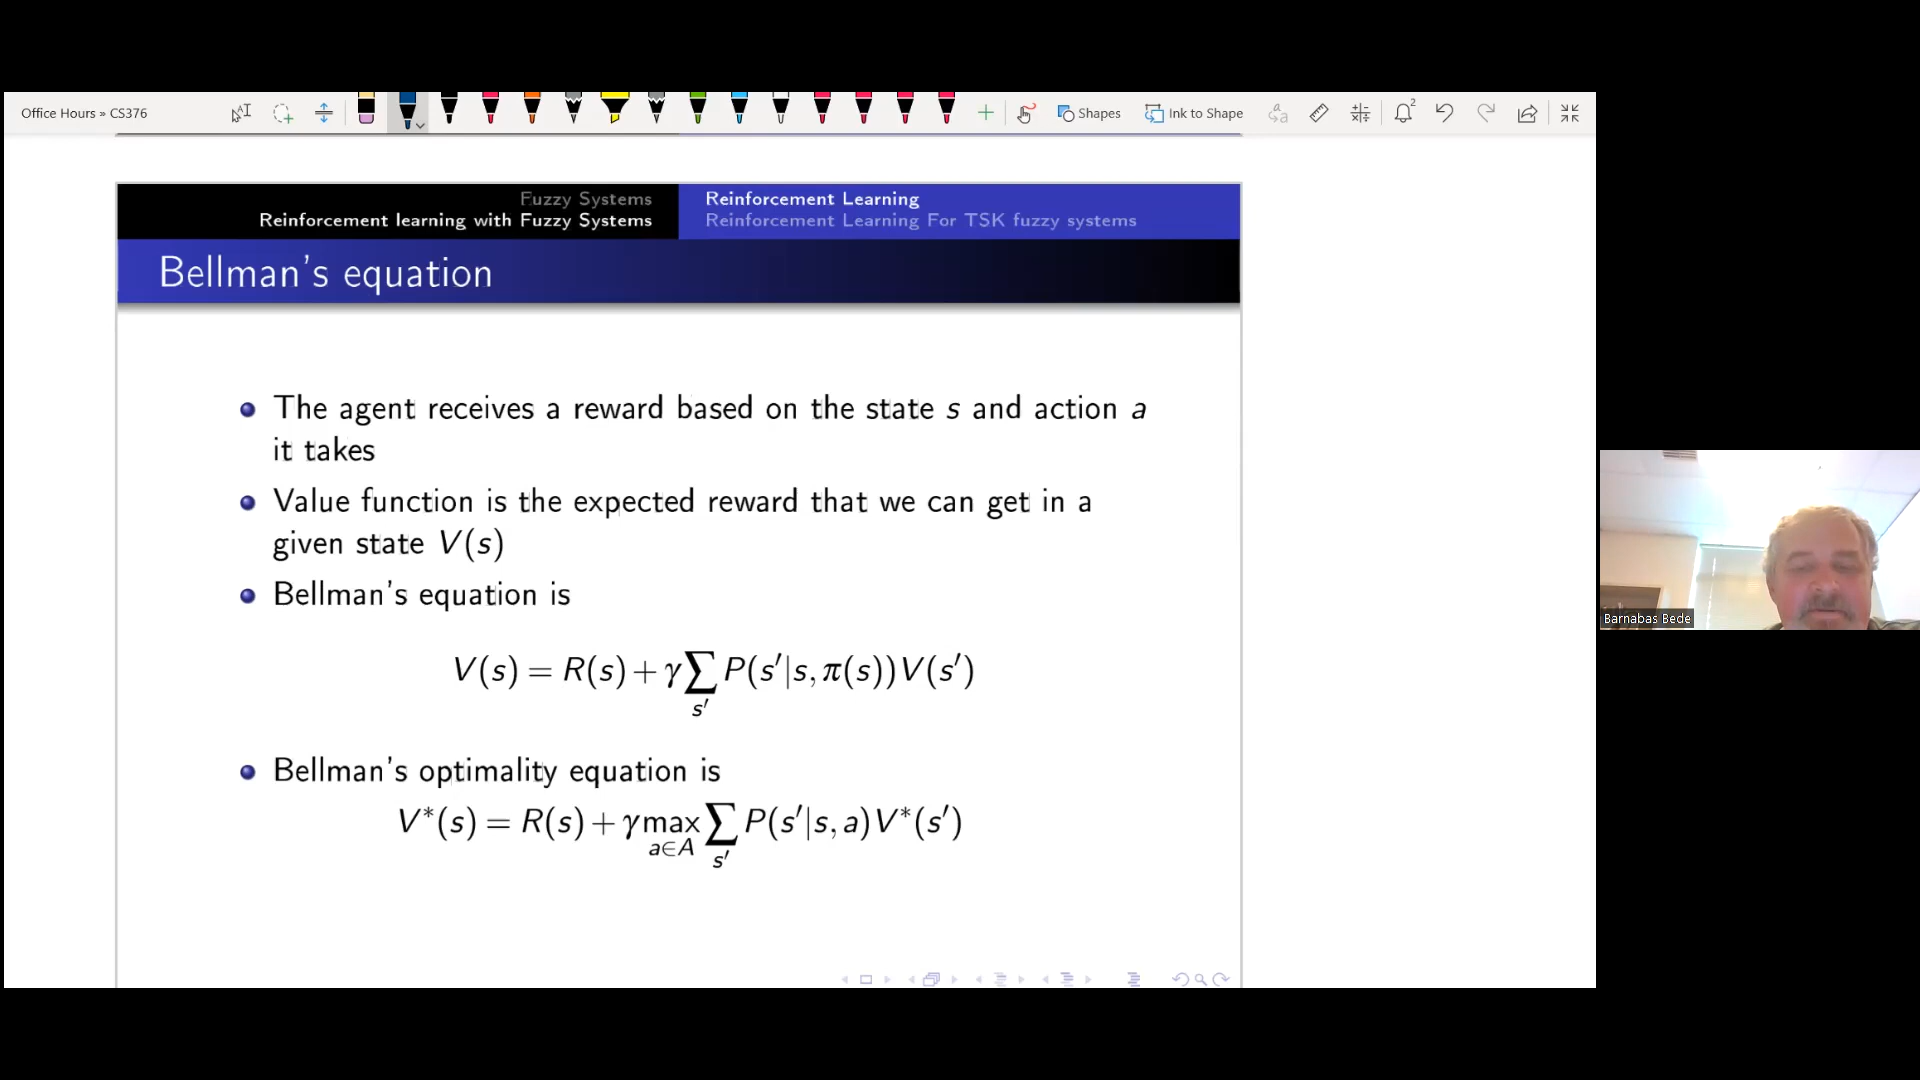 Office Hours » CS376
Shapes
Ink to Shape
2
Fuzzy Systems
Reinforcement learning with Fuzzy Systems
Reinforcement Learning
Reinforcement Learning For TSK fuzzy systems
Bellman's equation
The agent receives a reward based on the state s and action a
it takes
Value function is the expected reward that we can get in a
given state V(s)
Bellman's equation is
V(s) = R(s) + γ∑P(s′|s, π(s))V(s′)
s′
Bellman's optimality equation is
V*(s) = R(s) + γ max ∑ P(s′|s, a)V*(s′)
a∈A s′
Barnabas Bede